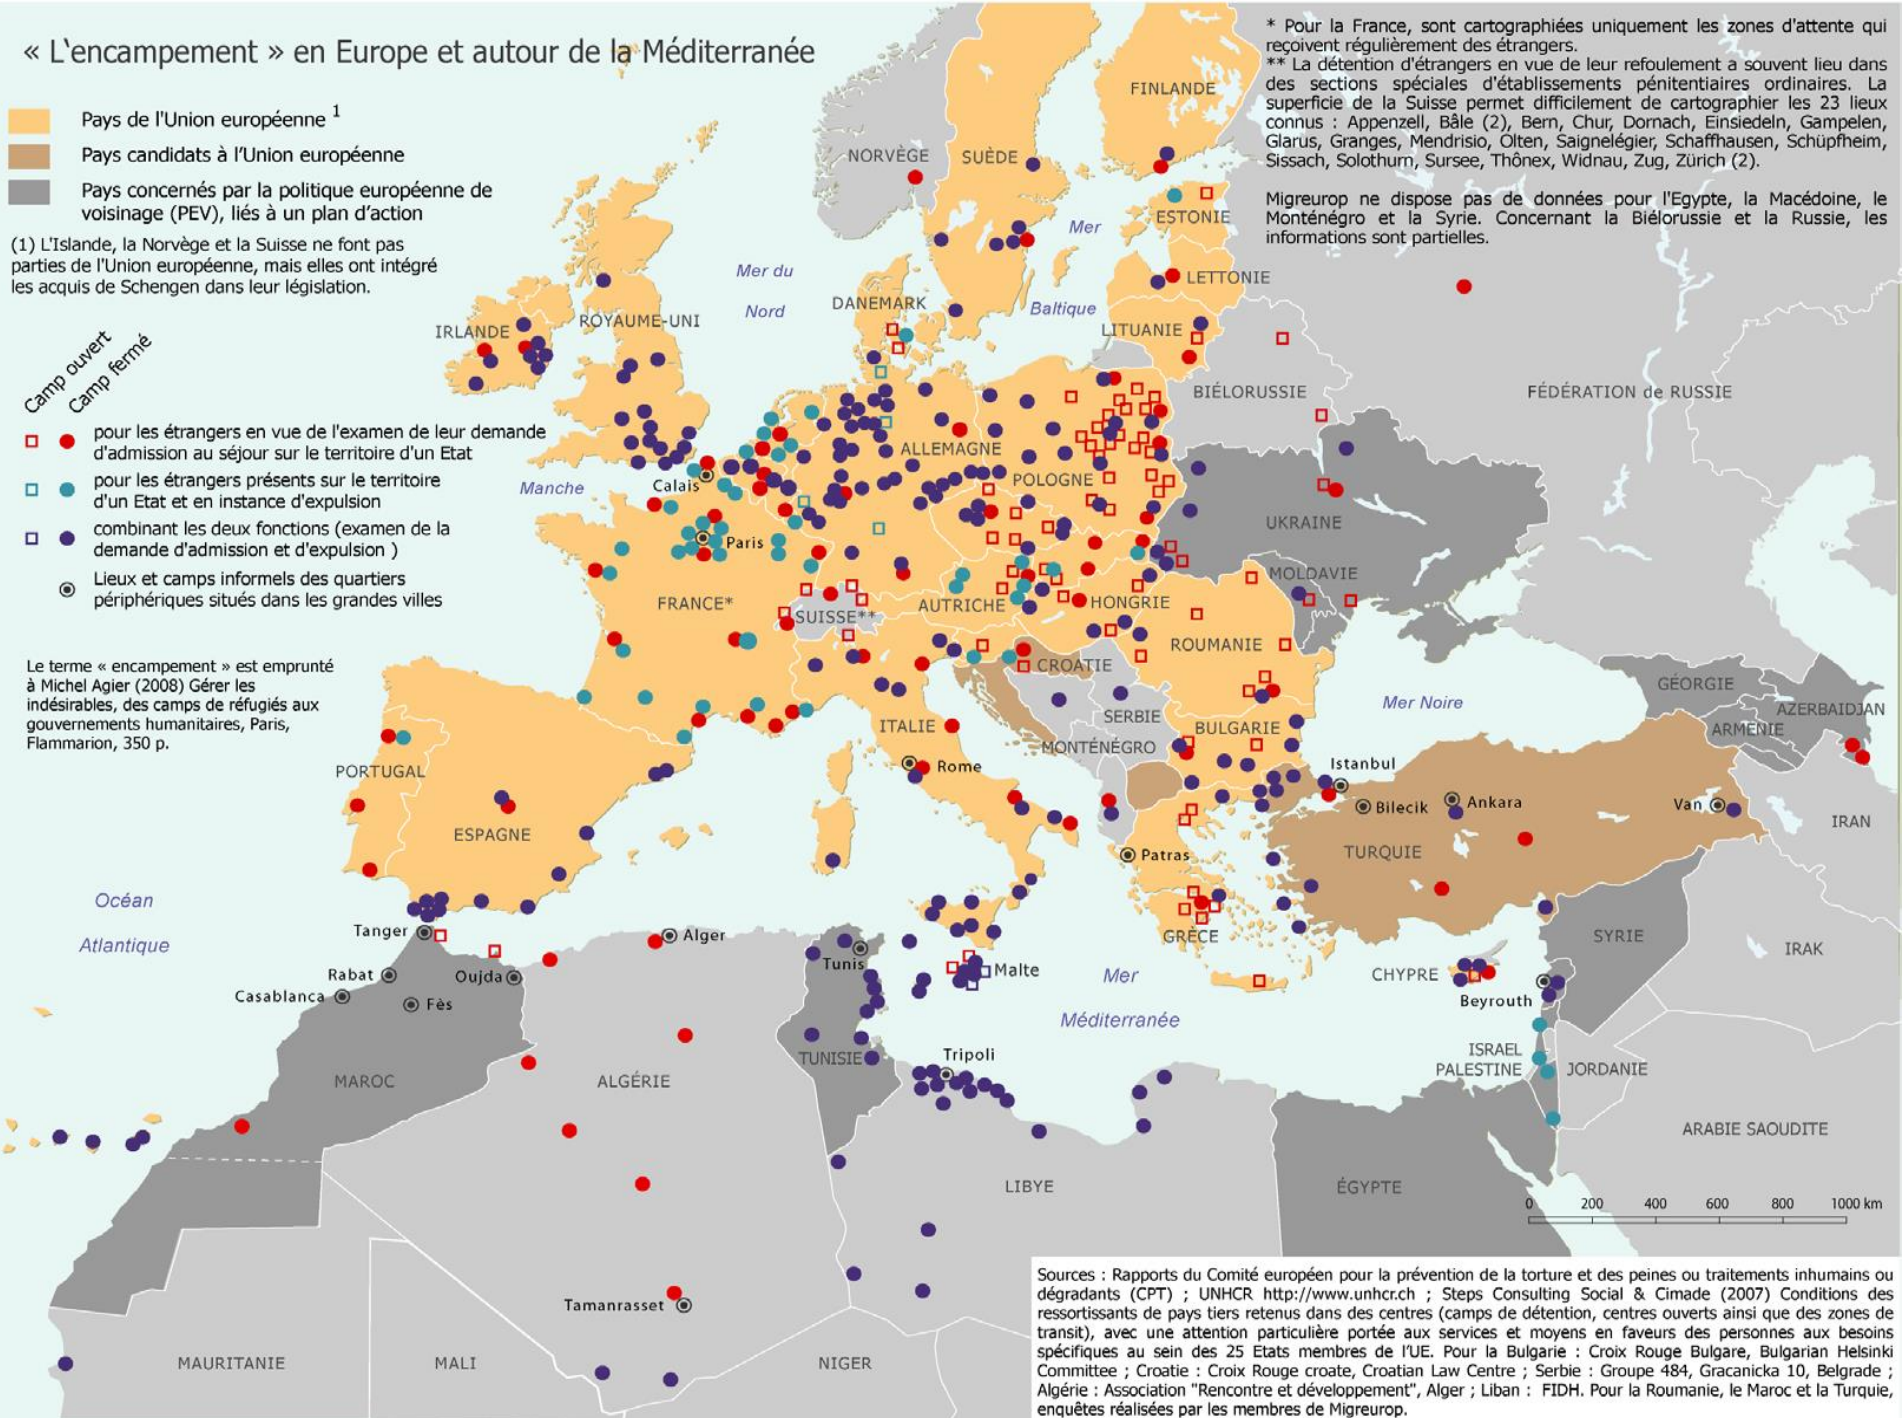 « L'encampement » en Europe et autour de la Méditerranée
Pays de l'Union européenne 1
Pays candidats à l'Union européenne
Pays concernés par la politique européenne de
voisinage (PEV), liés à un plan d'action
(1) L'Islande, la Norvège et la Suisse ne font pas
parties de l'Union européenne, mais elles ont intégré
les acquis de Schengen dans leur législation.
Camp ouvert
Camp fermé
pour les étrangers en vue de l'examen de leur demande
d'admission au séjour sur le territoire d'un Etat
pour les étrangers présents sur le territoire
d'un Etat et en instance d'expulsion
combinant les deux fonctions (examen de la
demande d'admission et d'expulsion )
Lieux et camps informels des quartiers
périphériques situés dans les grandes villes
Le terme « encampement » est emprunté
à Michel Agier (2008) Gérer les
indésirables, des camps de réfugiés aux
gouvernements humanitaires, Paris,
Flammarion, 350 p.
* Pour la France, sont cartographiées uniquement les zones d'attente qui
reçoivent régulièrement des étrangers.
** La détention d'étrangers en vue de leur refoulement a souvent lieu dans
des sections spéciales d'établissements pénitentiaires ordinaires. La
superficie de la Suisse permet difficilement de cartographier les 23 lieux
connus : Appenzell, Bâle (2), Bern, Chur, Dornach, Einsiedeln, Gampelen,
Glarus, Granges, Mendrisio, Olten, Saignelégier, Schaffhausen, Schüpfheim,
Sissach, Solothurn, Sursee, Thônex, Widnau, Zug, Zürich (2).
Migreurop ne dispose pas de données pour l'Egypte, la Macédoine, le
Monténégro et la Syrie. Concernant la Biélorussie et la Russie, les
informations sont partielles.
FINLANDE
NORVÈGE
SUÈDE
ESTONIE
Mer
Baltique
LETTONIE
Mer du
Nord
DANEMARK
IRLANDE
ROYAUME-UNI
LITUANIE
BIÉLORUSSIE
FÉDÉRATION de RUSSIE
ALLEMAGNE
POLOGNE
Manche
Calais
UKRAINE
Paris
MOLDAVIE
FRANCE*
SUISSE**
AUTRICHE
HONGRIE
ROUMANIE
CROATIE
GÉORGIE
Mer Noire
SERBIE
AZERBAIDJAN
ITALIE
BULGARIE
ARMÉNIE
MONTÉNÉGRO
Rome
Istanbul
PORTUGAL
Bilecik
Ankara
Van
ESPAGNE
IRAN
Patras
TURQUIE
Océan
Atlantique
Tanger
Alger
GRÈCE
SYRIE
IRAK
Tunis
Malte
Mer
Méditerranée
CHYPRE
Rabat
Oujda
Casablanca
Fès
Beyrouth
Tripoli
ISRAEL
PALESTINE
JORDANIE
TUNISIE
MAROC
ALGÉRIE
ARABIE SAOUDITE
LIBYE
ÉGYPTE
0 200 400 600 800 1000 km
Tamanrasset
MAURITANIE
MALI
NIGER
Sources : Rapports du Comité européen pour la prévention de la torture et des peines ou traitements inhumains ou
dégradants (CPT) ; UNHCR http://www.unhcr.ch ; Steps Consulting Social & Cimade (2007) Conditions des
ressortissants de pays tiers retenus dans des centres (camps de détention, centres ouverts ainsi que des zones de
transit), avec une attention particulière portée aux services et moyens en faveurs des personnes aux besoins
spécifiques au sein des 25 Etats membres de l'UE. Pour la Bulgarie : Croix Rouge Bulgare, Bulgarian Helsinki
Committee ; Croatie : Croix Rouge croate, Croatian Law Centre ; Serbie : Groupe 484, Gracanicka 10, Belgrade ;
Algérie : Association "Rencontre et développement", Alger ; Liban : FIDH. Pour la Roumanie, le Maroc et la Turquie,
enquêtes réalisées par les membres de Migreurop.